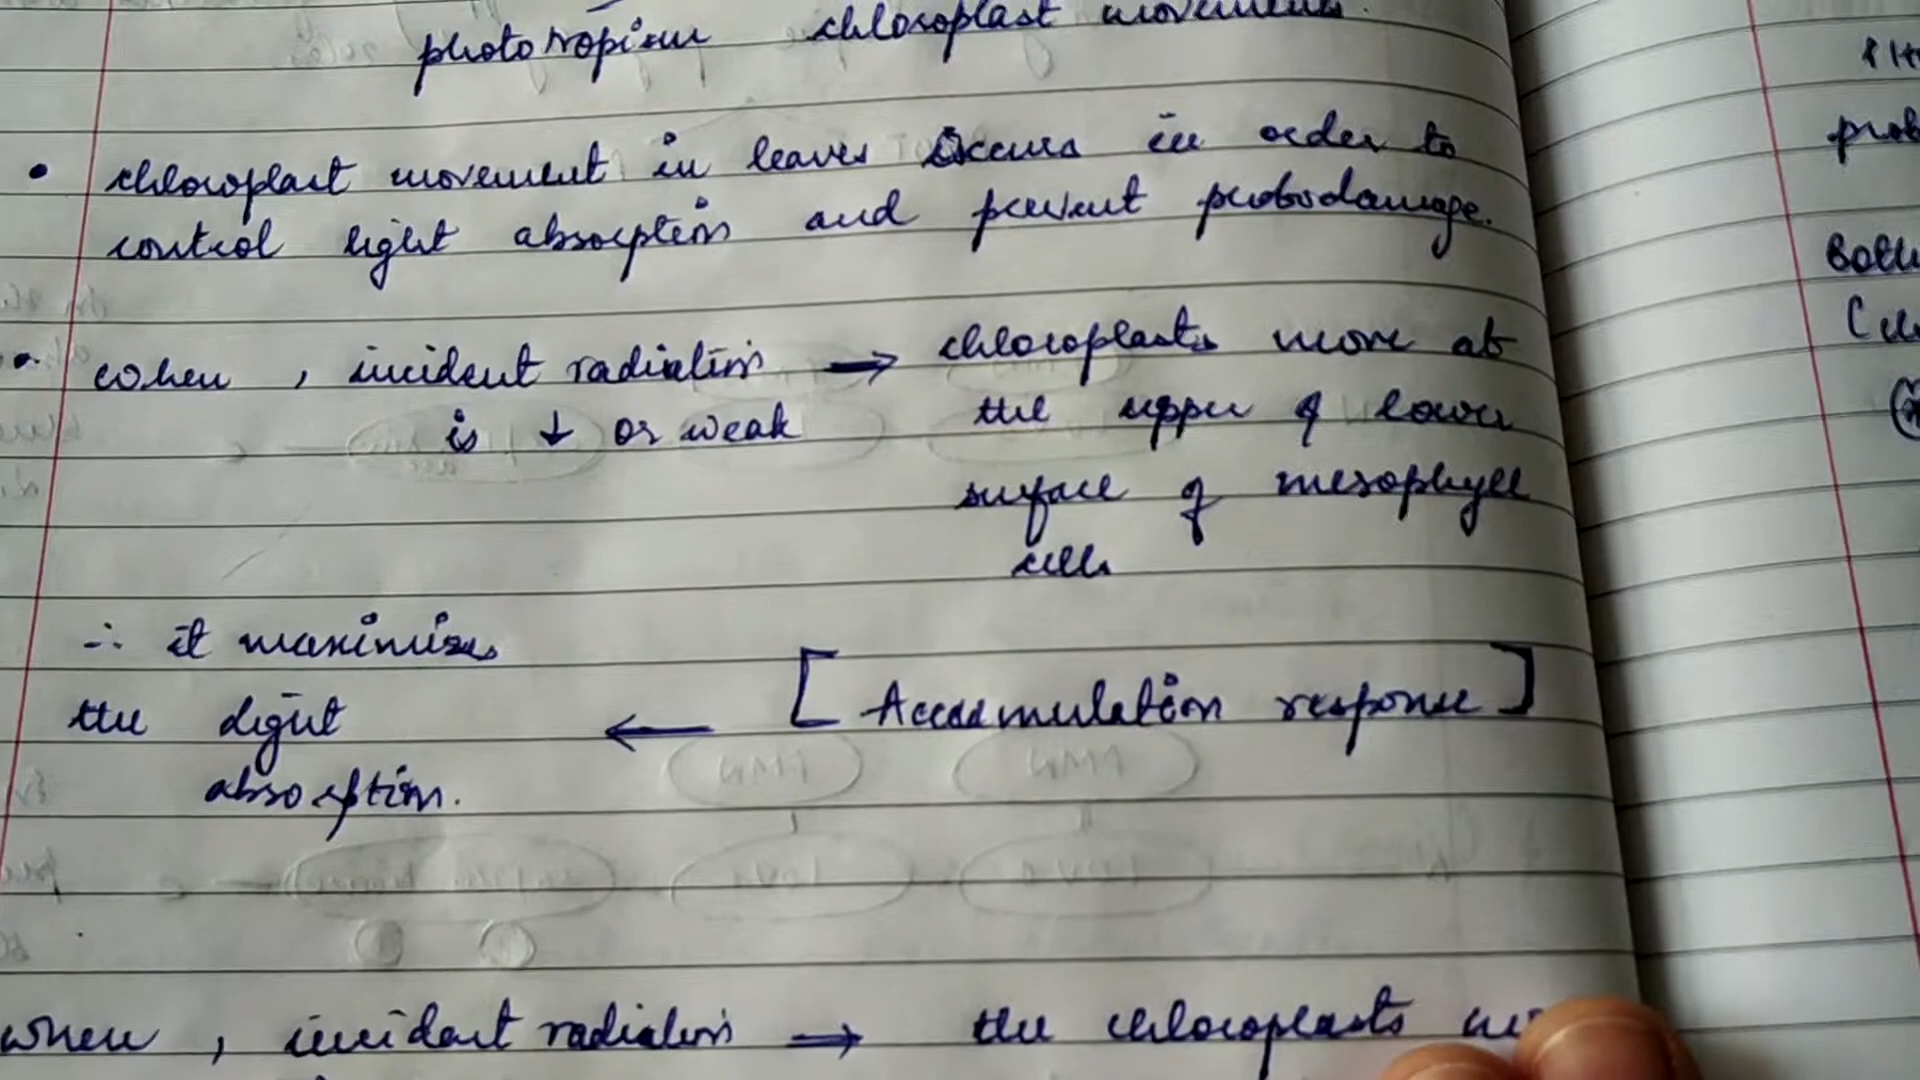 phototropism chloroplast movement.
• chloroplast movement in leaves occurs in order to
control light absorption and prevent photodamage.
• when , incident radiation → chloroplasts move at
is ↓ or weak the upper & lower
surface of mesophyll
cells
∴ it maximizes
the light ← [Accummulation response]
absorption.
when , incident radiation → the chloroplasts